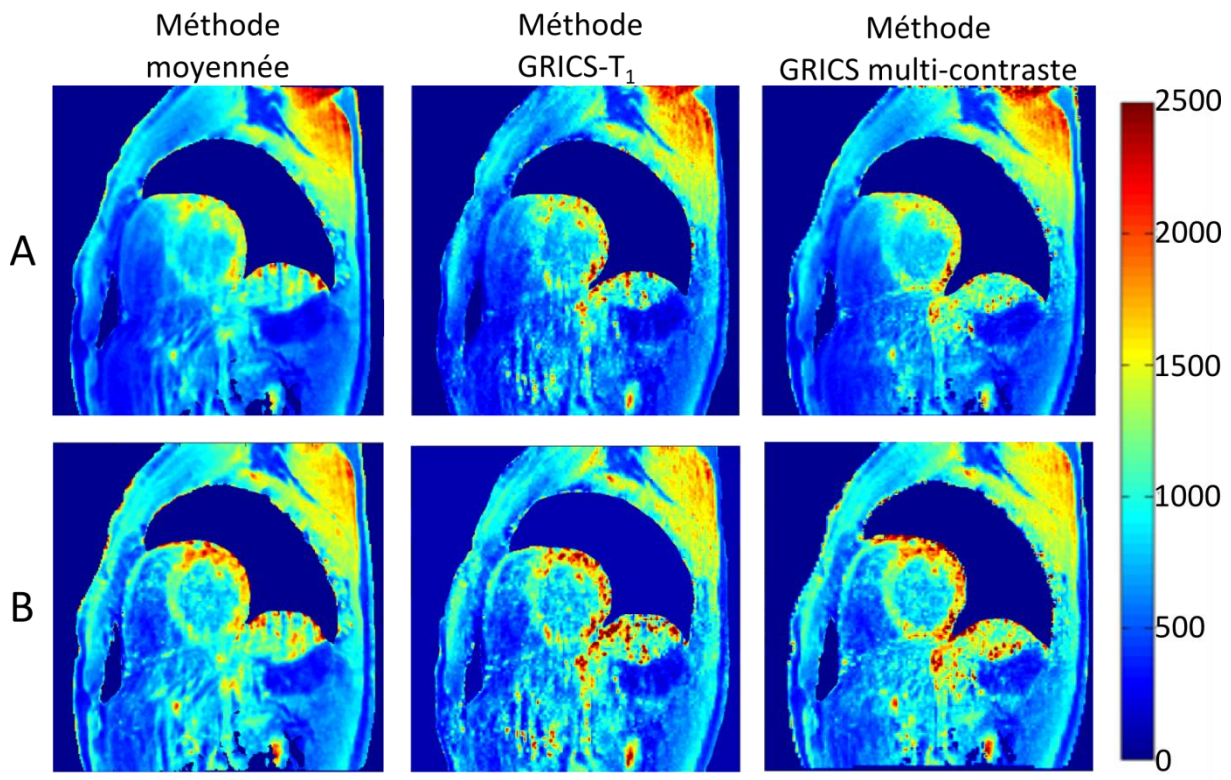 Méthode
moyennée
Méthode
GRICS-T₁
Méthode
GRICS multi-contraste
A
B
2500
2000
1500
1000
500
0